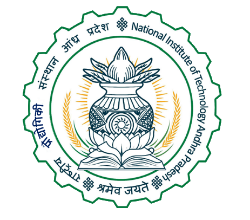 राष्ट्रीय प्रौद्योगिकी संस्थान आंध्र प्रदेश
National Institute of Technology Andhra Pradesh
श्रमेव जयते